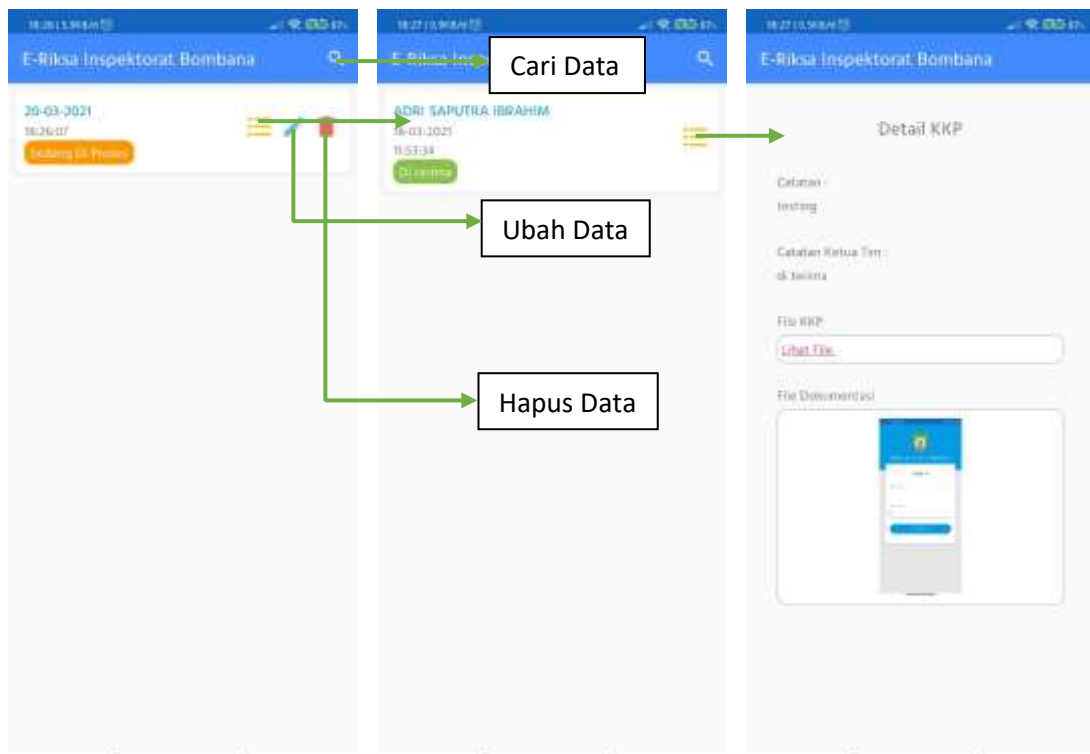 E-Riksa Inspektorat Bombana
20-03-2021
18:26:07
Sedang Di Proses
E-Riksa
ADRI SAPUTRA IBRAHIM
18-03-2021
11:53:34
Di terima
Cari Data
Ubah Data
Hapus Data
E-Riksa Inspektorat Bombana
Detail KKP
Catatan :
testing
Catatan Ketua Tim :
di terima
File KKP
Lihat File
File Dokumentasi